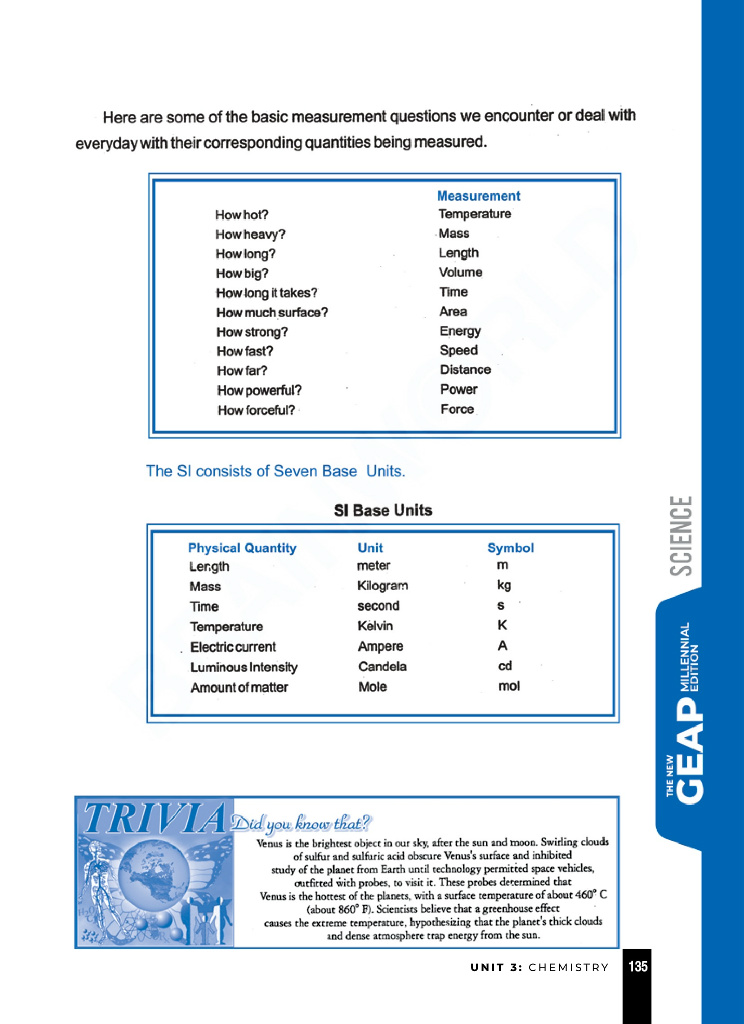 Here are some of the basic measurement questions we encounter or deal with
everyday with their corresponding quantities being measured.
Measurement
How hot? Temperature
How heavy? Mass
How long? Length
How big? Volume
How long it takes? Time
How much surface? Area
How strong? Energy
How fast? Speed
How far? Distance
How powerful? Power
How forceful? Force
The SI consists of Seven Base Units.
SI Base Units
Physical Quantity Unit Symbol
Length meter m
Mass Kilogram kg
Time second s
Temperature Kelvin K
Electric current Ampere A
Luminous Intensity Candela cd
Amount of matter Mole mol
SCIENCE
THE NEW
GEAP
MILLENNIAL
EDITION
TRIVIA
Did you know that?
Venus is the brightest object in our sky, after the sun and moon. Swirling clouds
of sulfur and sulfuric acid obscure Venus's surface and inhibited
study of the planet from Earth until technology permitted space vehicles,
outfitted with probes, to visit it. These probes determined that
Venus is the hottest of the planets, with a surface temperature of about 460° C
(about 860° F). Scientists believe that a greenhouse effect
causes the extreme temperature, hypothesizing that the planet's thick clouds
and dense atmosphere trap energy from the sun.
UNIT 3: CHEMISTRY 135